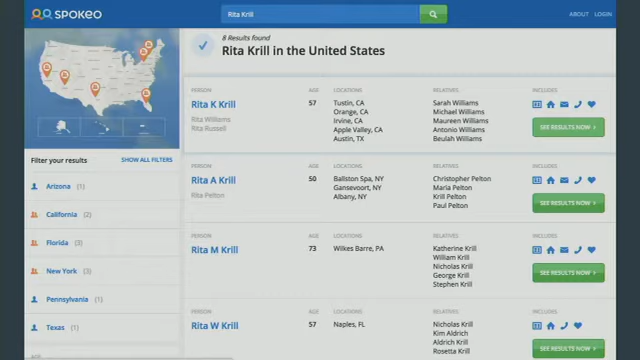 SPOKEO
Rita Krill
ABOUT
LOGIN
8 Results found
Rita Krill in the United States
Filter your results
SHOW ALL FILTERS
Arizona (1)
California (2)
Florida (3)
New York (3)
Pennsylvania (1)
Texas (1)
PERSON AGE LOCATIONS RELATIVES INCLUDES
Rita K Krill
Rita Williams
Rita Russell
57
Tustin, CA
Orange, CA
Irvine, CA
Apple Valley, CA
Austin, TX
Sarah Williams
Michael Williams
Maureen Williams
Antonio Williams
Beulah Williams
SEE RESULTS NOW >
PERSON AGE LOCATIONS RELATIVES INCLUDES
Rita A Krill
Rita Pelton
50
Ballston Spa, NY
Gansevoort, NY
Albany, NY
Christopher Pelton
Maria Pelton
Krill Pelton
Paul Pelton
SEE RESULTS NOW >
PERSON AGE LOCATIONS RELATIVES INCLUDES
Rita M Krill
73
Wilkes Barre, PA
Katherine Krill
William Krill
Nicholas Krill
George Krill
Stephen Krill
SEE RESULTS NOW >
PERSON AGE LOCATIONS RELATIVES INCLUDES
Rita W Krill
57
Naples, FL
Nicholas Krill
Kim Aldrich
Aldrich Krill
Rosetta Krill
SEE RESULTS NOW >